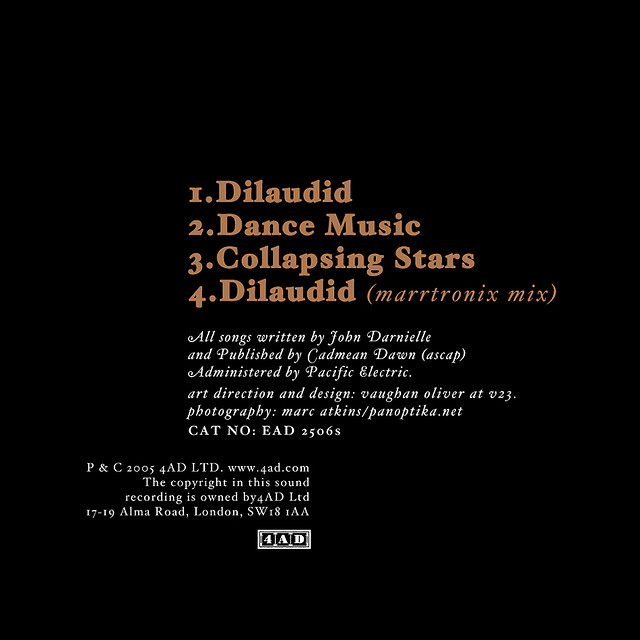 1.Dilaudid
2.Dance Music
3.Collapsing Stars
4.Dilaudid (marrtronix mix)
All songs written by John Darnielle
and Published by Cadmean Dawn (ascap)
Administered by Pacific Electric.
art direction and design: vaughan oliver at v23.
photography: marc atkins/panoptika.net
CAT NO: EAD 2506s
P & C 2005 4AD LTD. www.4ad.com
The copyright in this sound
recording is owned by4AD Ltd
17-19 Alma Road, London, SW18 1AA
4AD